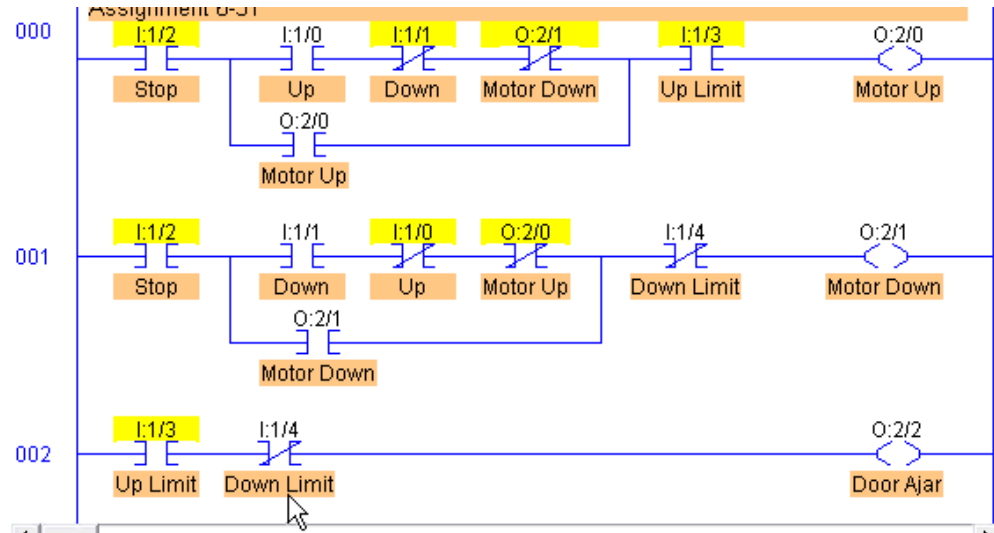 Assignment 6-31
000
I:1/2 I:1/0 I:1/1 O:2/1 I:1/3 O:2/0
Stop Up Down Motor Down Up Limit Motor Up
O:2/0
Motor Up
I:1/2 I:1/1 I:1/0 O:2/0 I:1/4 O:2/1
001
Stop Down Up Motor Up Down Limit Motor Down
O:2/1
Motor Down
I:1/3 I:1/4 O:2/2
002
Up Limit Down Limit Door Ajar